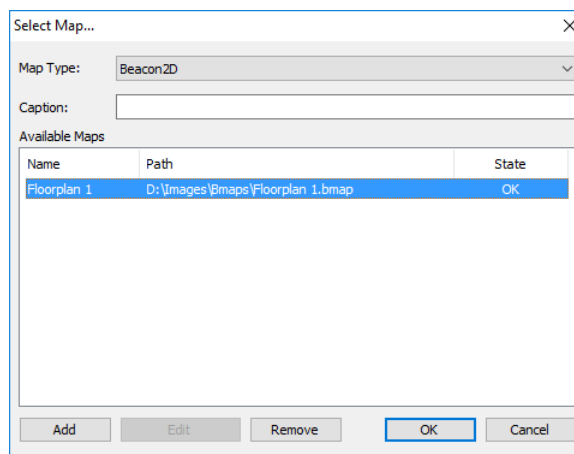 Select Map...
Map Type: Beacon2D
Caption:
Available Maps
Name Path State
Floorplan 1 D:\Images\Bmaps\Floorplan 1.bmap OK
Add Edit Remove OK Cancel